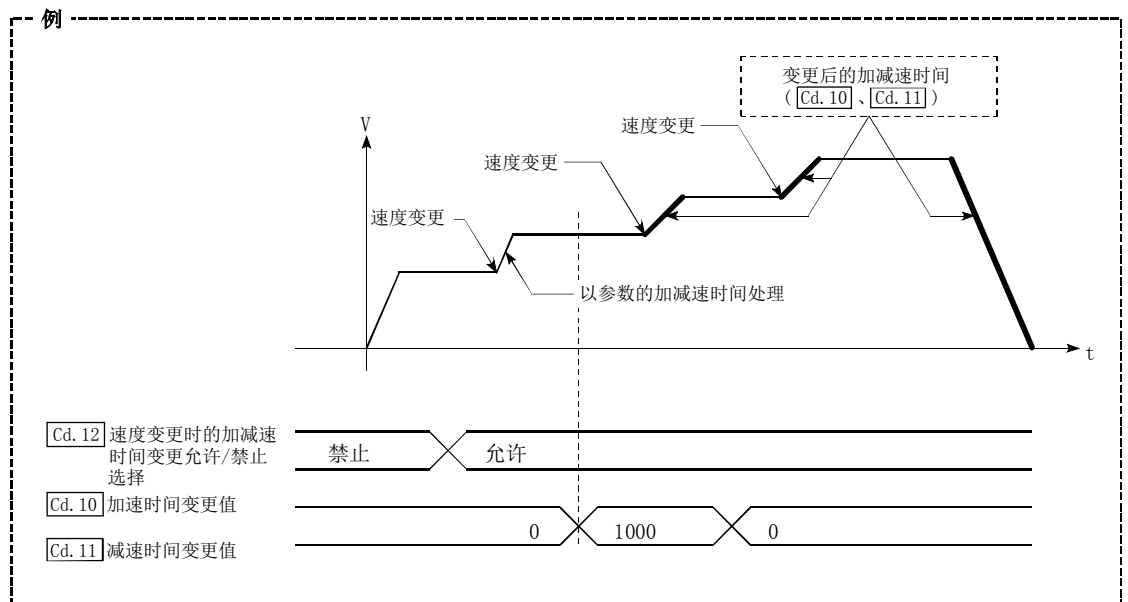 例
变更后的加减速时间
( Cd.10 、 Cd.11 )
V
速度变更
速度变更
速度变更
以参数的加减速时间处理
t
Cd.12 速度变更时的加减速
时间变更允许/禁止
选择
禁止
允许
Cd.10 加速时间变更值
0
1000
0
Cd.11 减速时间变更值